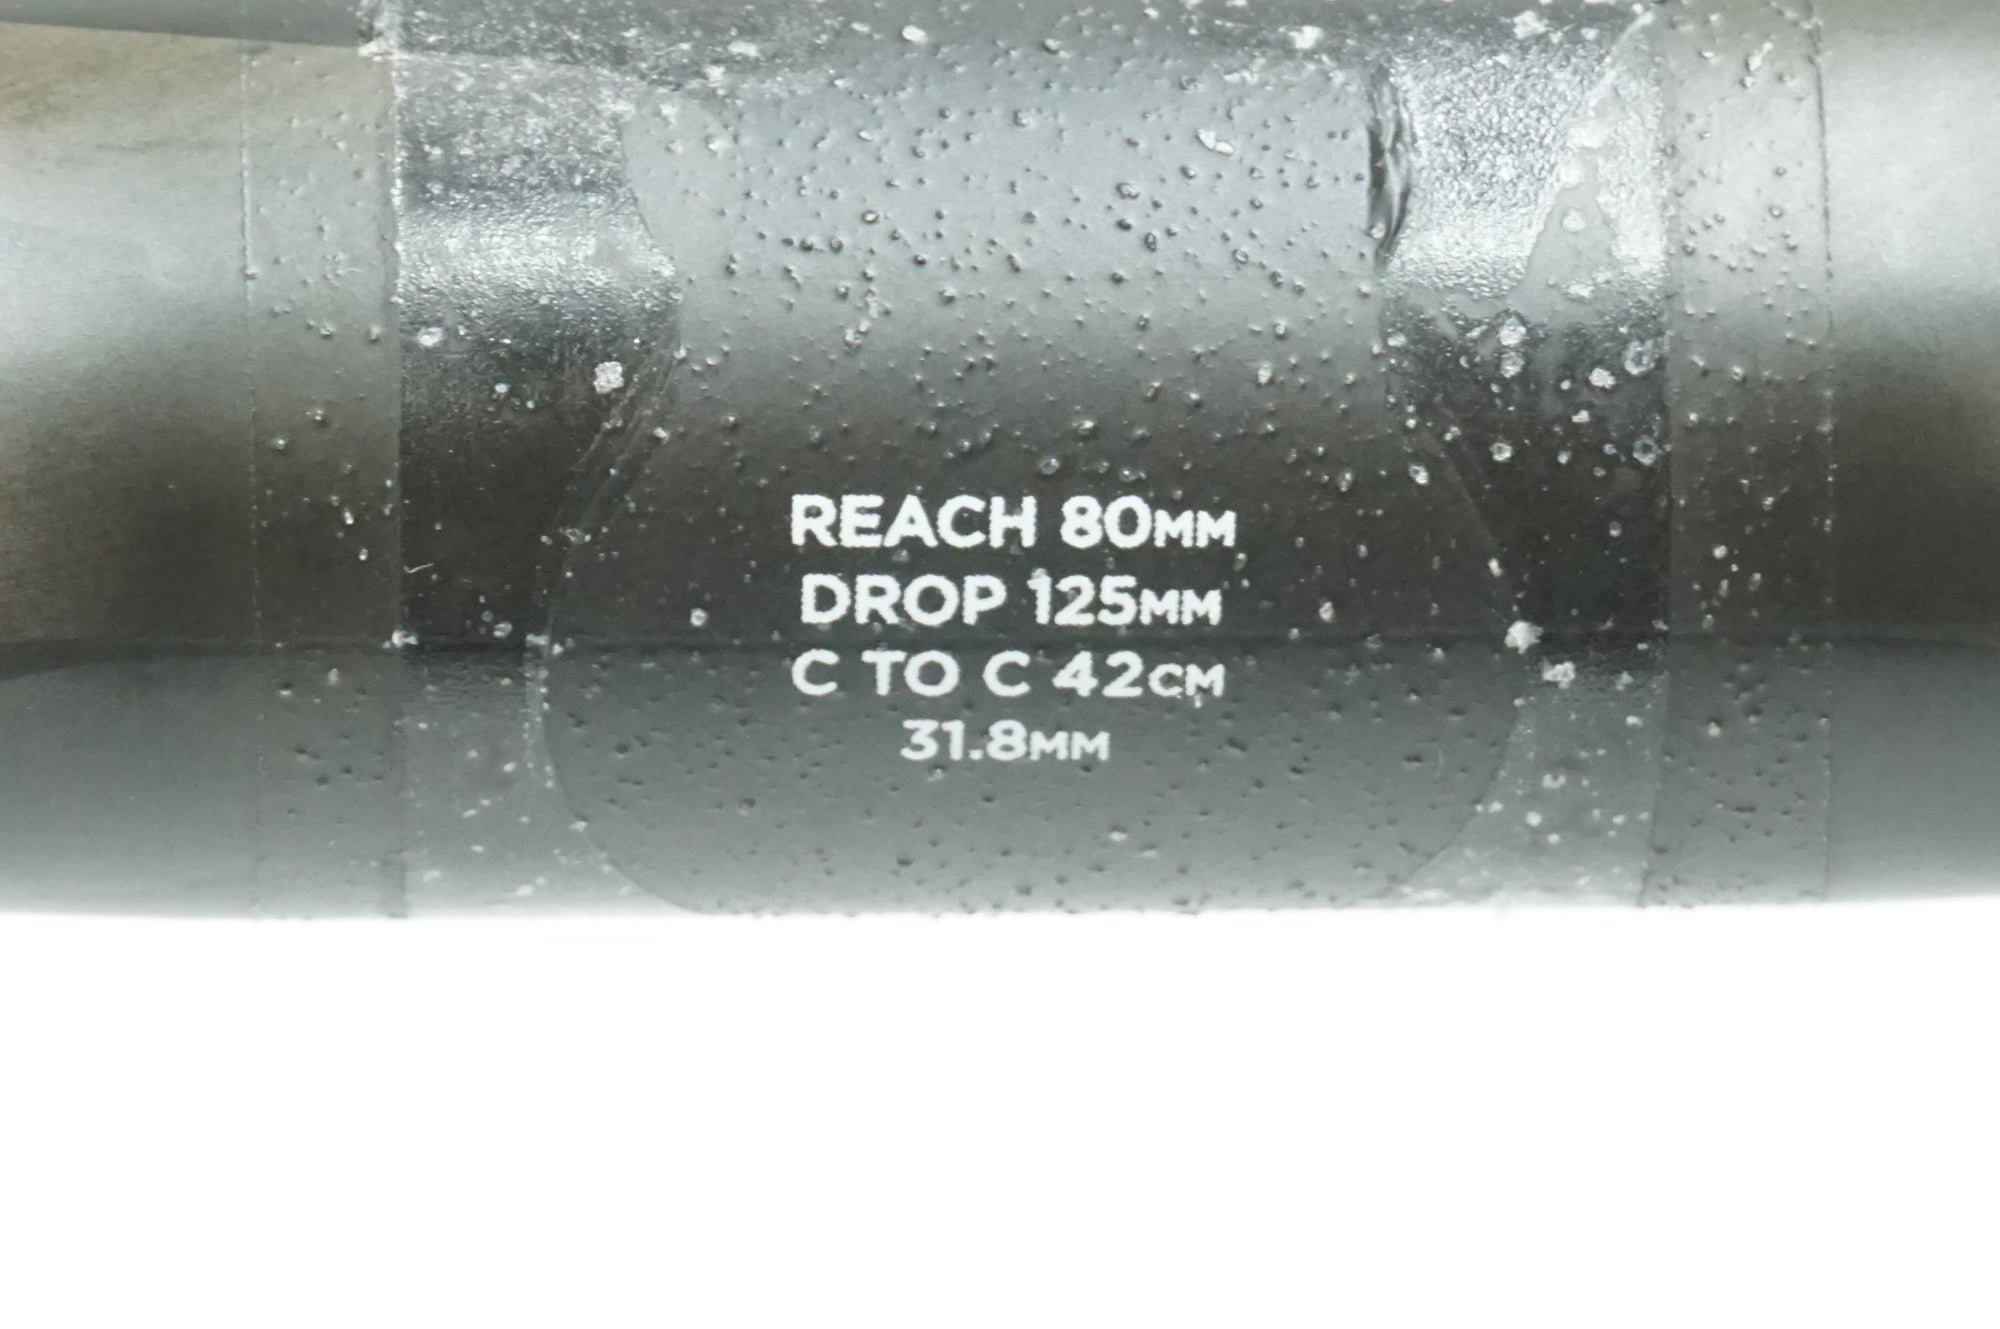 REACH 80MM
DROP 125MM
C TO C 42CM
31.8MM